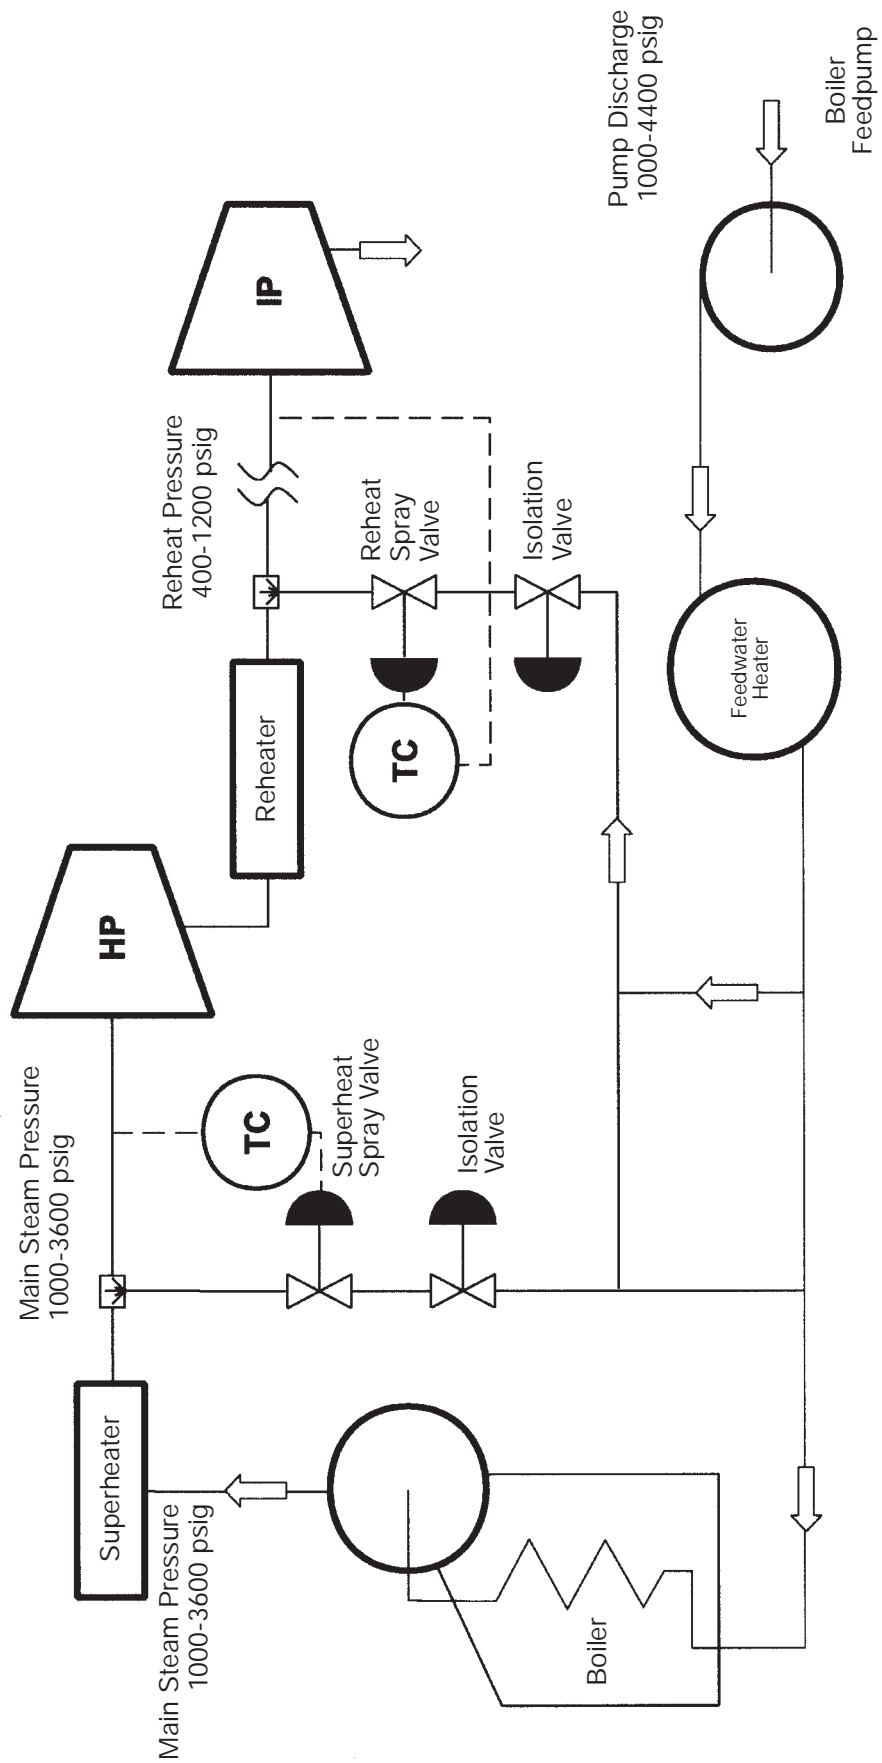 Main Steam Pressure
1000-3600 psig
Superheater
Main Steam Pressure
1000-3600 psig
HP
TC
Superheat
Spray Valve
Isolation
Valve
Boiler
Reheater
Reheat Pressure
400-1200 psig
IP
TC
Reheat
Spray
Valve
Isolation
Valve
Feedwater
Heater
Pump Discharge
1000-4400 psig
Boiler
Feedpump